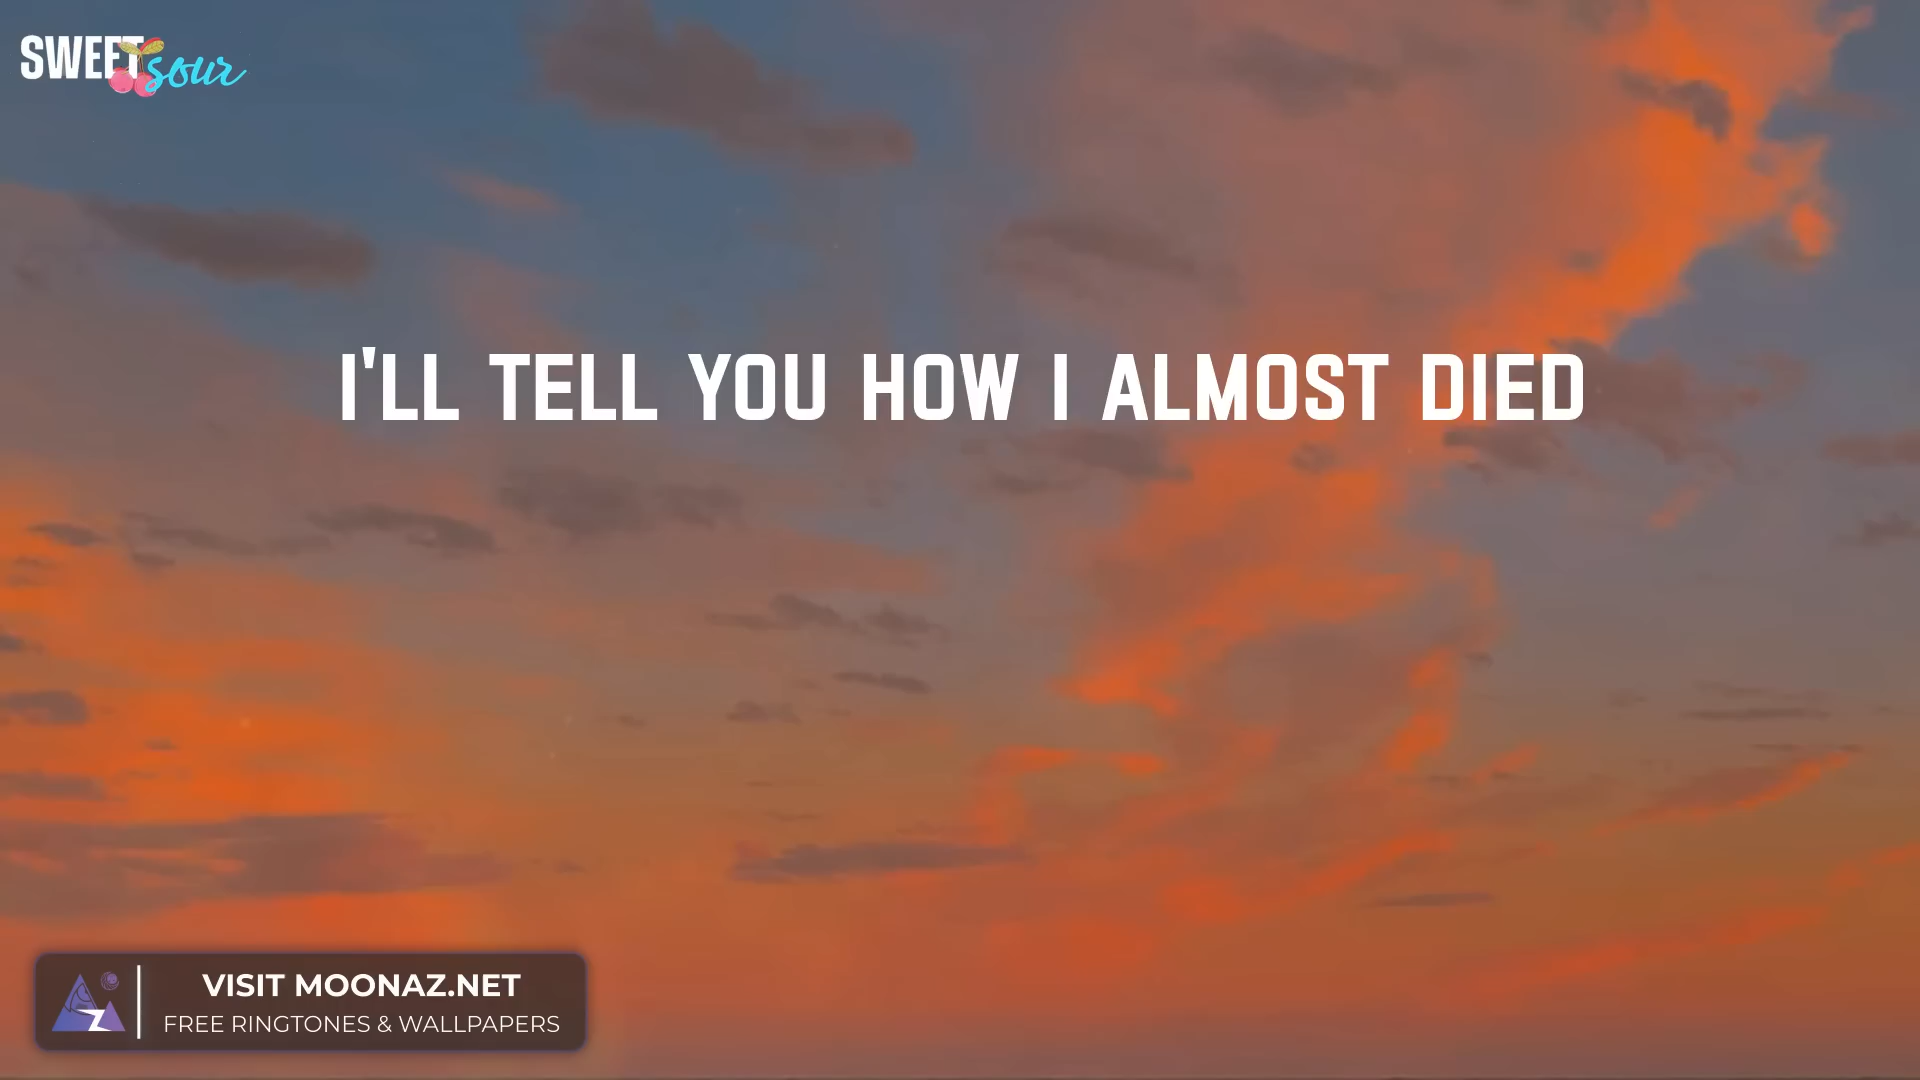 SWEET sour
I'LL TELL YOU HOW I ALMOST DIED
VISIT MOONAZ.NET
FREE RINGTONES & WALLPAPERS